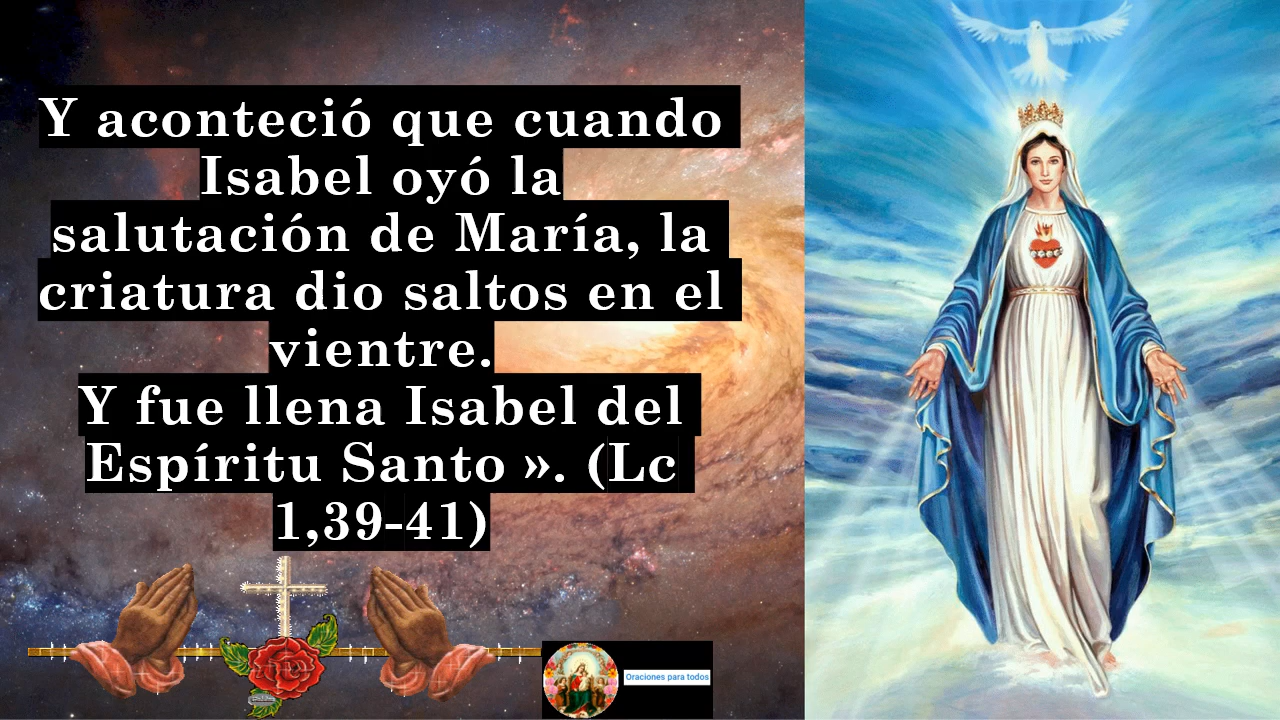 Y aconteció que cuando
Isabel oyó la
salutación de María, la
criatura dio saltos en el
vientre.
Y fue llena Isabel del
Espíritu Santo ». (Lc
1,39-41)
Oraciones para todos